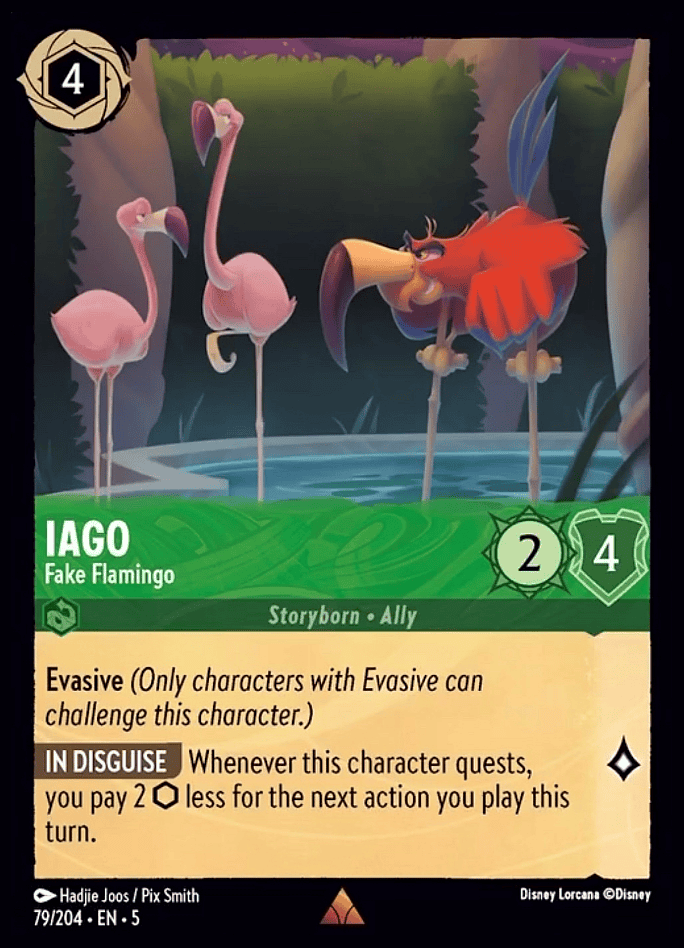 4
IAGO
Fake Flamingo
2
4
Storyborn • Ally
Evasive (Only characters with Evasive can
challenge this character.)
IN DISGUISE Whenever this character quests,
you pay 2 ⬡ less for the next action you play this
turn.
Hadjie Joos / Pix Smith
Disney Lorcana ©Disney
79/204 • EN • 5